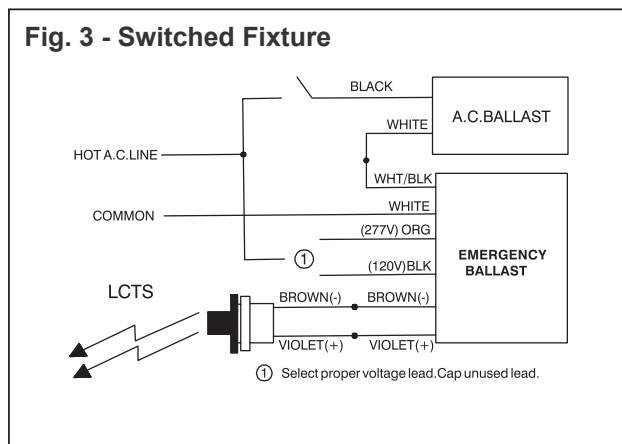 Fig. 3 - Switched Fixture
BLACK
A.C.BALLAST
WHITE
HOT A.C.LINE
WHT/BLK
WHITE
COMMON
(277V) ORG
EMERGENCY
BALLAST
1
(120V)BLK
LCTS
BROWN(-) BROWN(-)
VIOLET(+) VIOLET(+)
1 Select proper voltage lead.Cap unused lead.